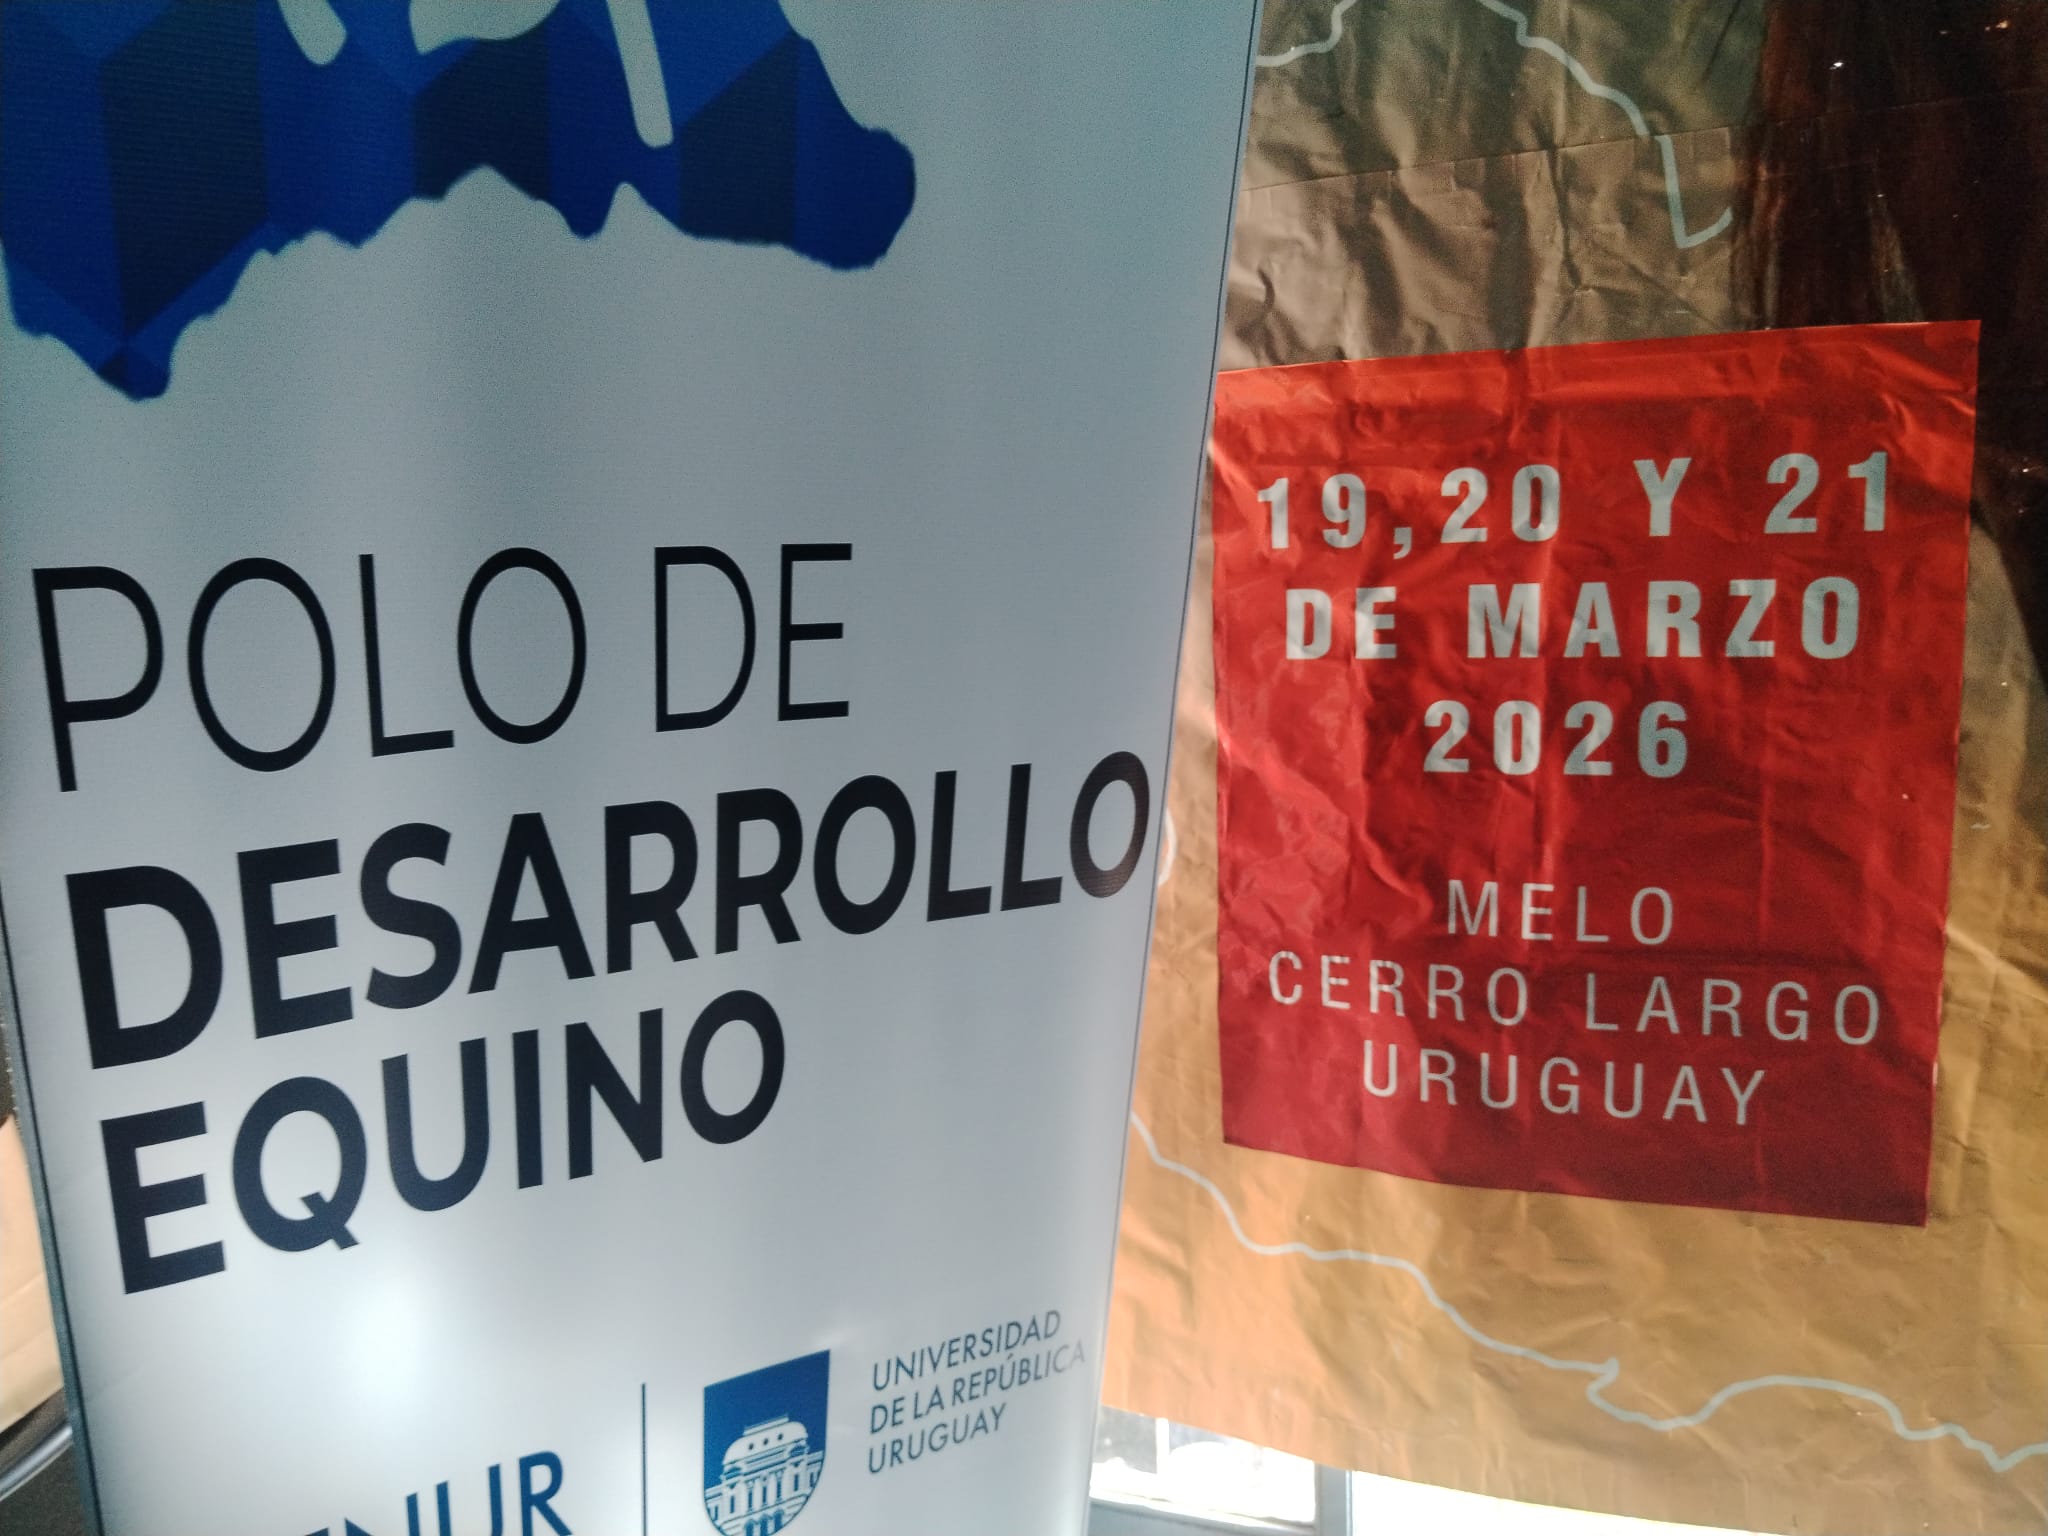 POLO DE
DESARROLLO
EQUINO
UNIVERSIDAD
DE LA REPÚBLICA
URUGUAY
19,20 Y 21
DE MARZO
2026
MELO
CERRO LARGO
URUGUAY